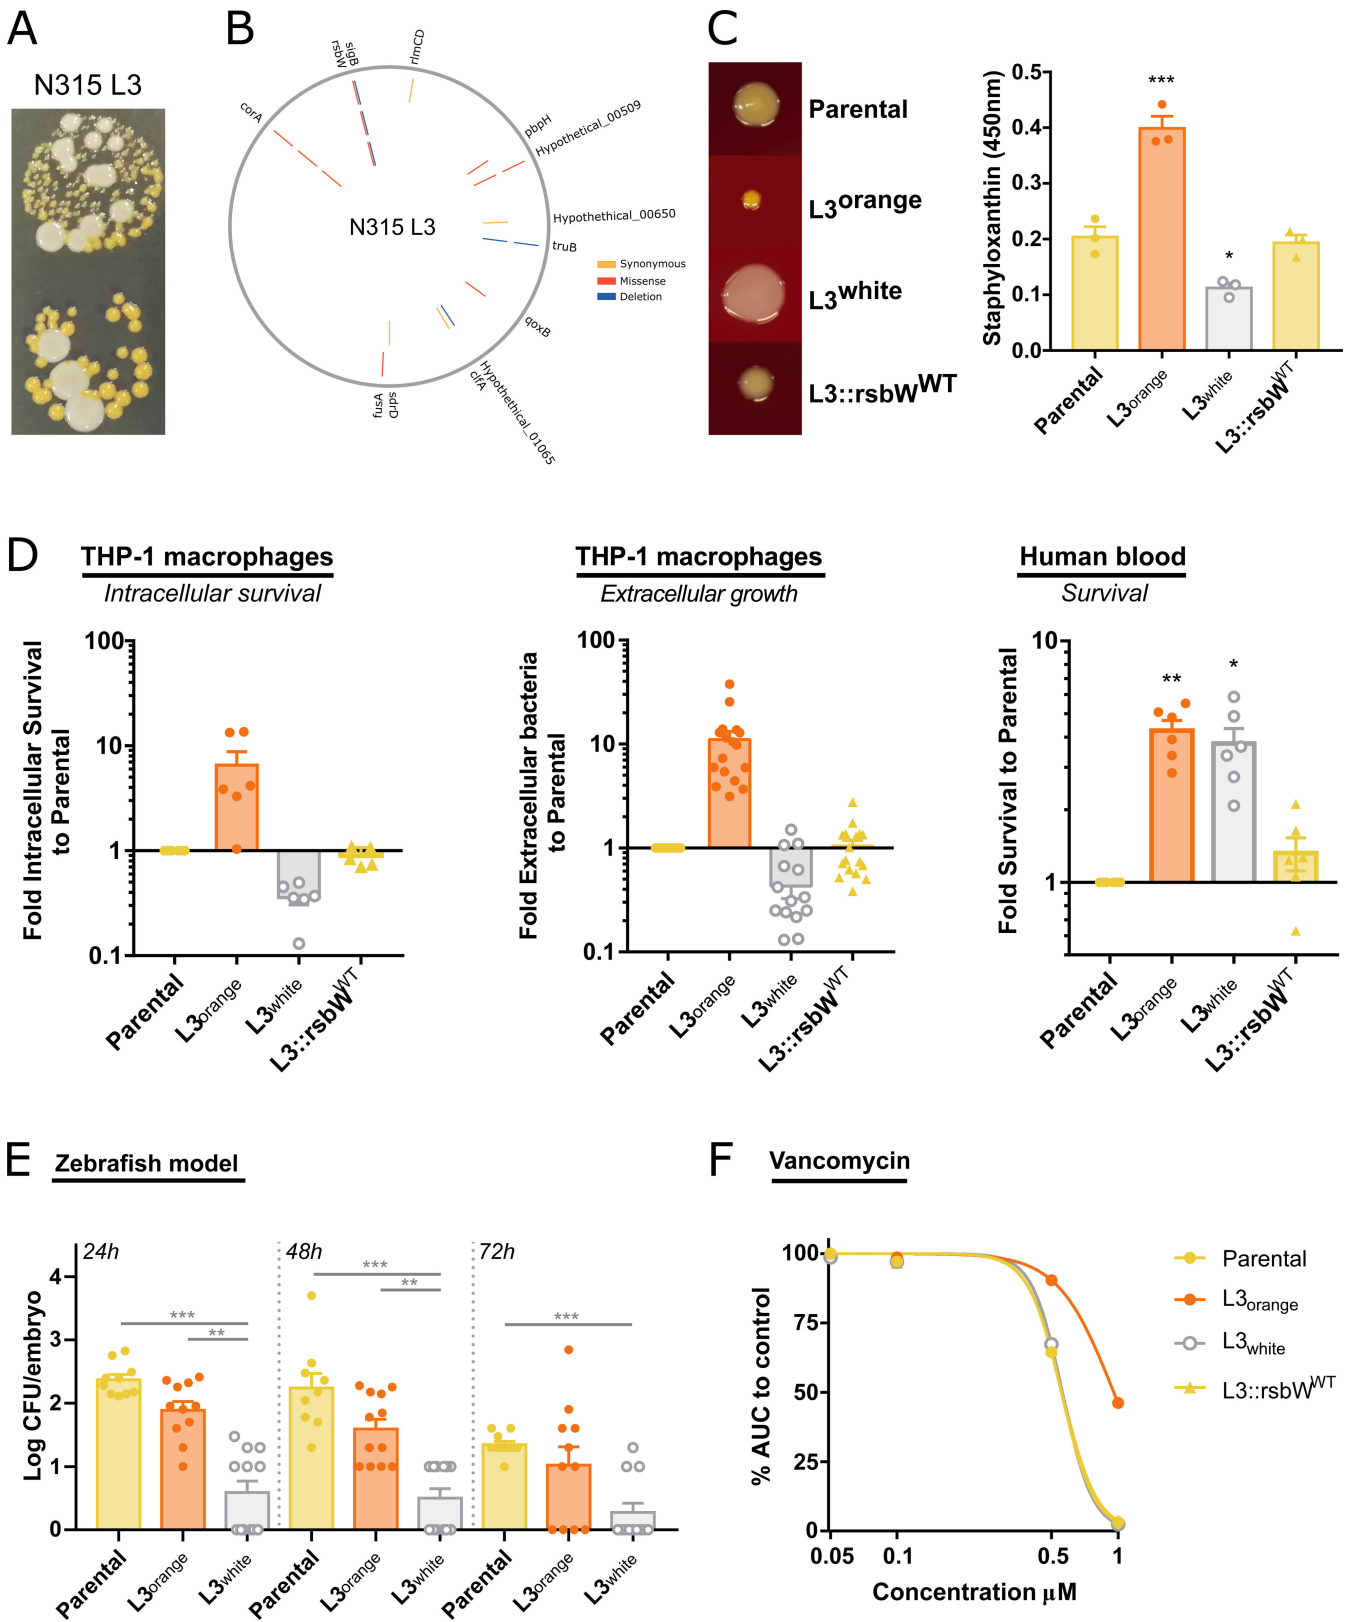 A
N315 L3
B
rsbW
sigB
rlmCD
corA
pbpH
Hypothetical_00509
N315 L3
Hypothethical_00650
truB
Synonymous
Missense
Deletion
qoxB
Hypothethical_01065
clfA
sdrD
fusA
C
Parental
L3orange
L3white
L3::rsbWWT
Staphyloxanthin (450nm)
0.5
0.4
0.3
0.2
0.1
0.0
***
*
Parental
L3orange
L3white
L3::rsbWWT
D
THP-1 macrophages
Intracellular survival
Fold Intracellular Survival
to Parental
100
10
1
0.1
Parental
L3orange
L3white
L3::rsbWWT
THP-1 macrophages
Extracellular growth
Fold Extracellular bacteria
to Parental
100
10
1
0.1
Parental
L3orange
L3white
L3::rsbWWT
Human blood
Survival
Fold Survival to Parental
10
1
**
*
Parental
L3orange
L3white
L3::rsbWWT
E
Zebrafish model
Log CFU/embryo
4
3
2
1
0
24h
***
**
48h
***
**
72h
***
Parental
L3orange
L3white
Parental
L3orange
L3white
Parental
L3orange
L3white
F
Vancomycin
% AUC to control
100
75
50
25
0
0.05
0.1
0.5
1
Concentration µM
Parental
L3orange
L3white
L3::rsbWWT